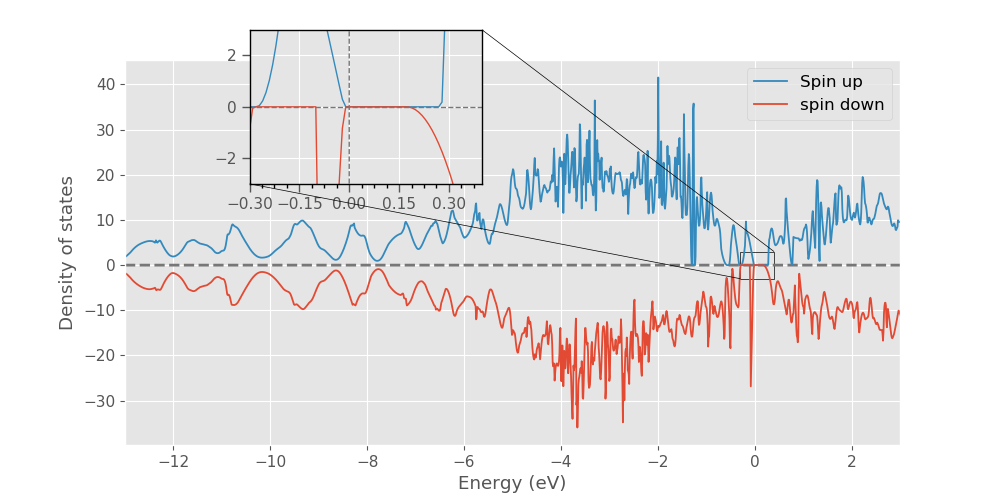 2
0
−2
−0.30 −0.15 0.00 0.15 0.30
Spin up
spin down
40
30
20
10
0
−10
−20
−30
Density of states
−12 −10 −8 −6 −4 −2 0 2
Energy (eV)